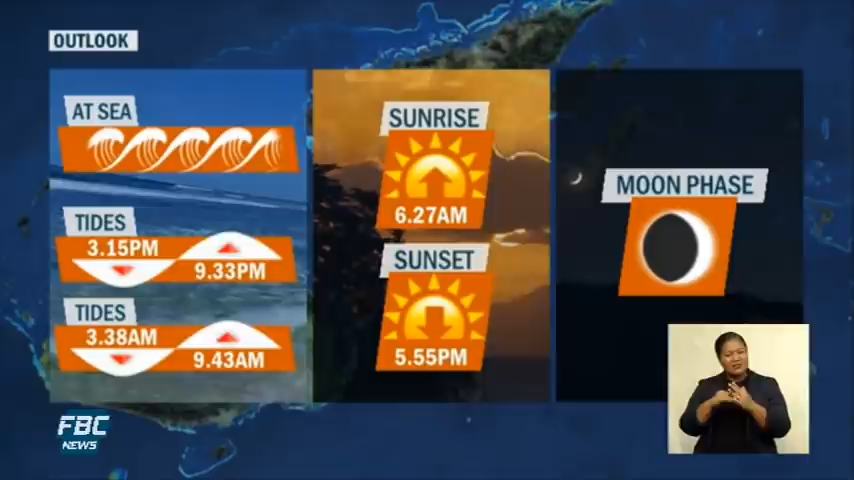 OUTLOOK
AT SEA
TIDES
3.15PM
9.33PM
TIDES
3.38AM
9.43AM
SUNRISE
6.27AM
SUNSET
5.55PM
MOON PHASE
FBC
NEWS